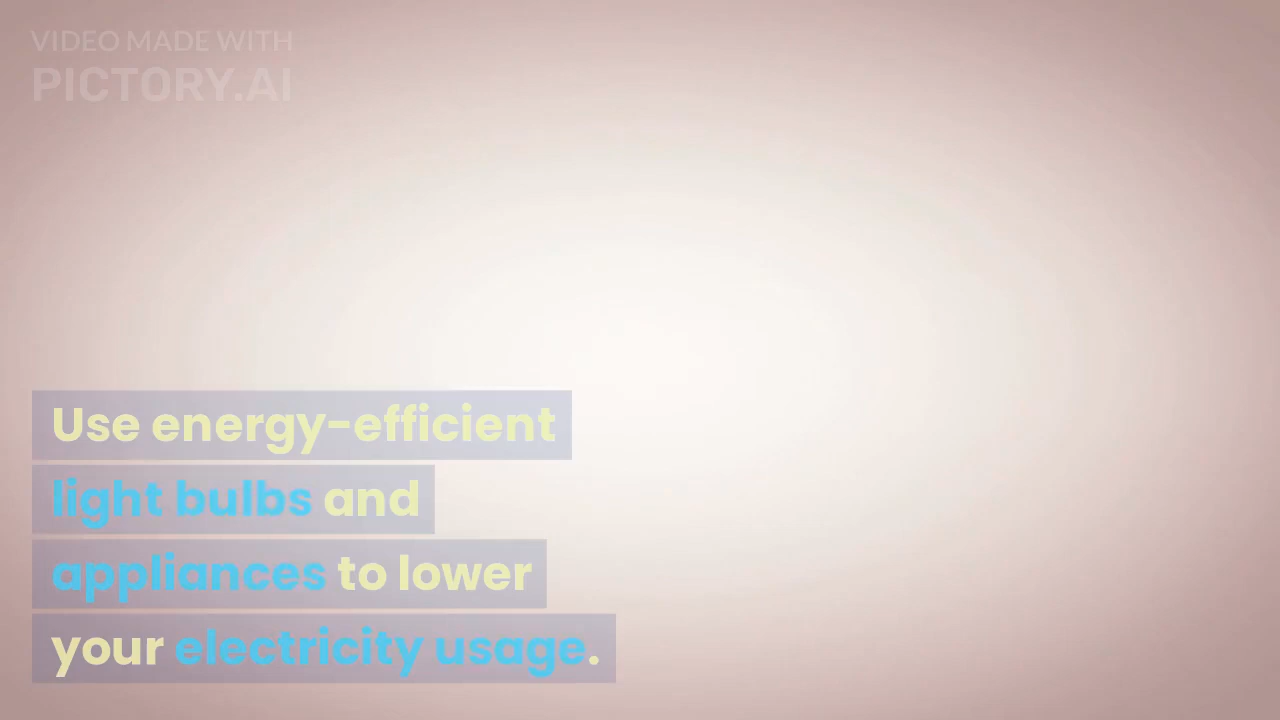 VIDEO MADE WITH
PICTORY.AI
Use energy-efficient
light bulbs and
appliances to lower
your electricity usage.